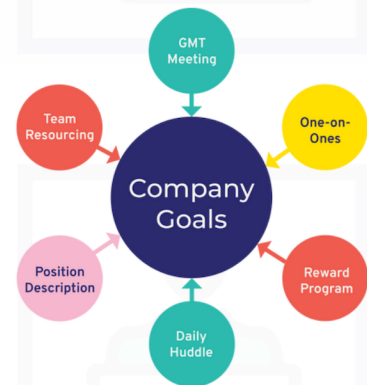 GMT
Meeting
Team
Resourcing
One-on-
Ones
Company
Goals
Position
Description
Reward
Program
Daily
Huddle